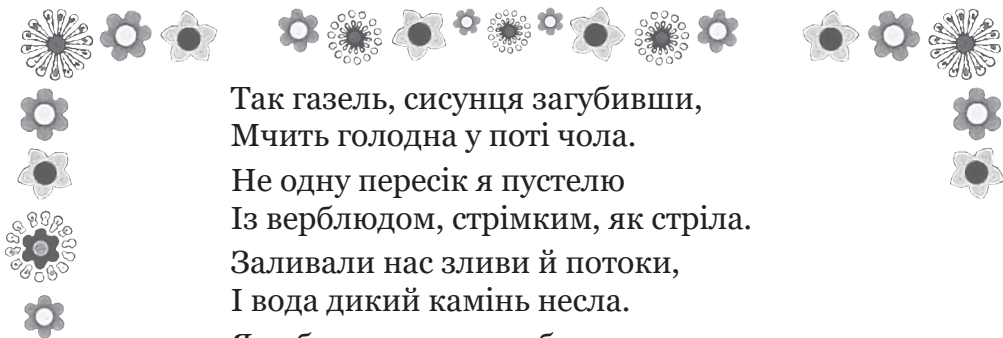 Так газель, сисунця загубивши,
Мчить голодна у поті чола.
Не одну пересік я пустелю
Із верблюдом, стрімким, як стріла.
Заливали нас зливи й потоки,
І вода дикий камінь несла.